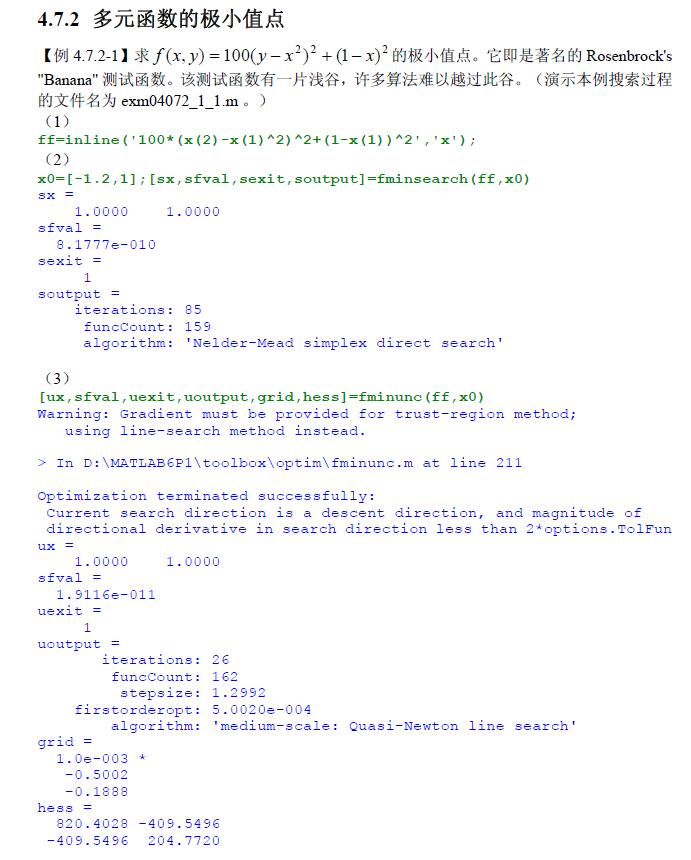 4.7.2 多元函数的极小值点
【例 4.7.2-1】求 f(x, y) = 100(y − x²)² + (1 − x)² 的极小值点。它即是著名的 Rosenbrock's
"Banana" 测试函数。该测试函数有一片浅谷，许多算法难以越过此谷。（演示本例搜索过程
的文件名为 exm04072_1_1.m 。）
（1）
ff=inline('100*(x(2)-x(1)^2)^2+(1-x(1))^2','x');
（2）
x0=[-1.2,1];[sx,sfval,sexit,soutput]=fminsearch(ff,x0)
sx =
1.0000 1.0000
sfval =
8.1777e-010
sexit =
1
soutput =
iterations: 85
funcCount: 159
algorithm: 'Nelder-Mead simplex direct search'
（3）
[ux,sfval,uexit,uoutput,grid,hess]=fminunc(ff,x0)
Warning: Gradient must be provided for trust-region method;
using line-search method instead.
> In D:\MATLAB6P1\toolbox\optim\fminunc.m at line 211
Optimization terminated successfully:
Current search direction is a descent direction, and magnitude of
directional derivative in search direction less than 2*options.TolFun
ux =
1.0000 1.0000
sfval =
1.9116e-011
uexit =
1
uoutput =
iterations: 26
funcCount: 162
stepsize: 1.2992
firstorderopt: 5.0020e-004
algorithm: 'medium-scale: Quasi-Newton line search'
grid =
1.0e-003 *
-0.5002
-0.1888
hess =
820.4028 -409.5496
-409.5496 204.7720